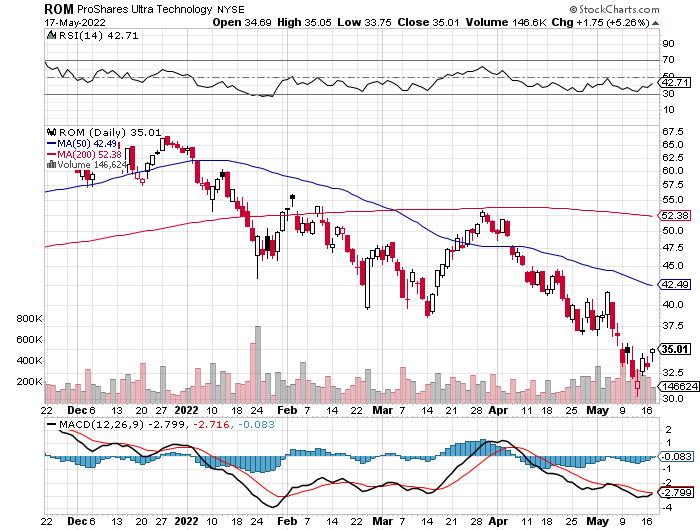 ROM ProShares Ultra Technology NYSE © StockCharts.com
17-May-2022 Open 34.69 High 35.05 Low 33.75 Close 35.01 Volume 146.6K Chg +1.75 (+5.26%)
RSI(14) 42.71
90
70
50
42.71
30
10
ROM (Daily) 35.01
MA(50) 42.49
MA(200) 52.38
Volume 146,624
67.5
65.0
62.5
60.0
57.5
55.0
52.38
50.0
47.5
45.0
42.49
40.0
37.5
35.01
32.5
30.0
800K
600K
400K
200K
146624
22 Dec 6 13 20 27 2022 10 18 24 Feb 7 14 22 Mar 7 14 21 28 Apr 11 18 25 May 9 16
MACD(12,26,9) -2.799, -2.716, -0.083
2
1
-0.083
-1
-2
-2.799
-4
22 Dec 6 13 20 27 2022 10 18 24 Feb 7 14 22 Mar 7 14 21 28 Apr 11 18 25 May 9 16